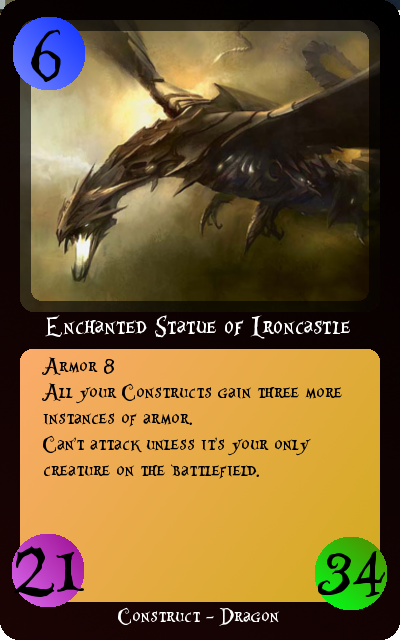 6
Enchanted Statue of Ironcastle
Armor 8
All your Constructs gain three more
instances of armor.
Can't attack unless it's your only
creature on the battlefield.
21
34
Construct - Dragon